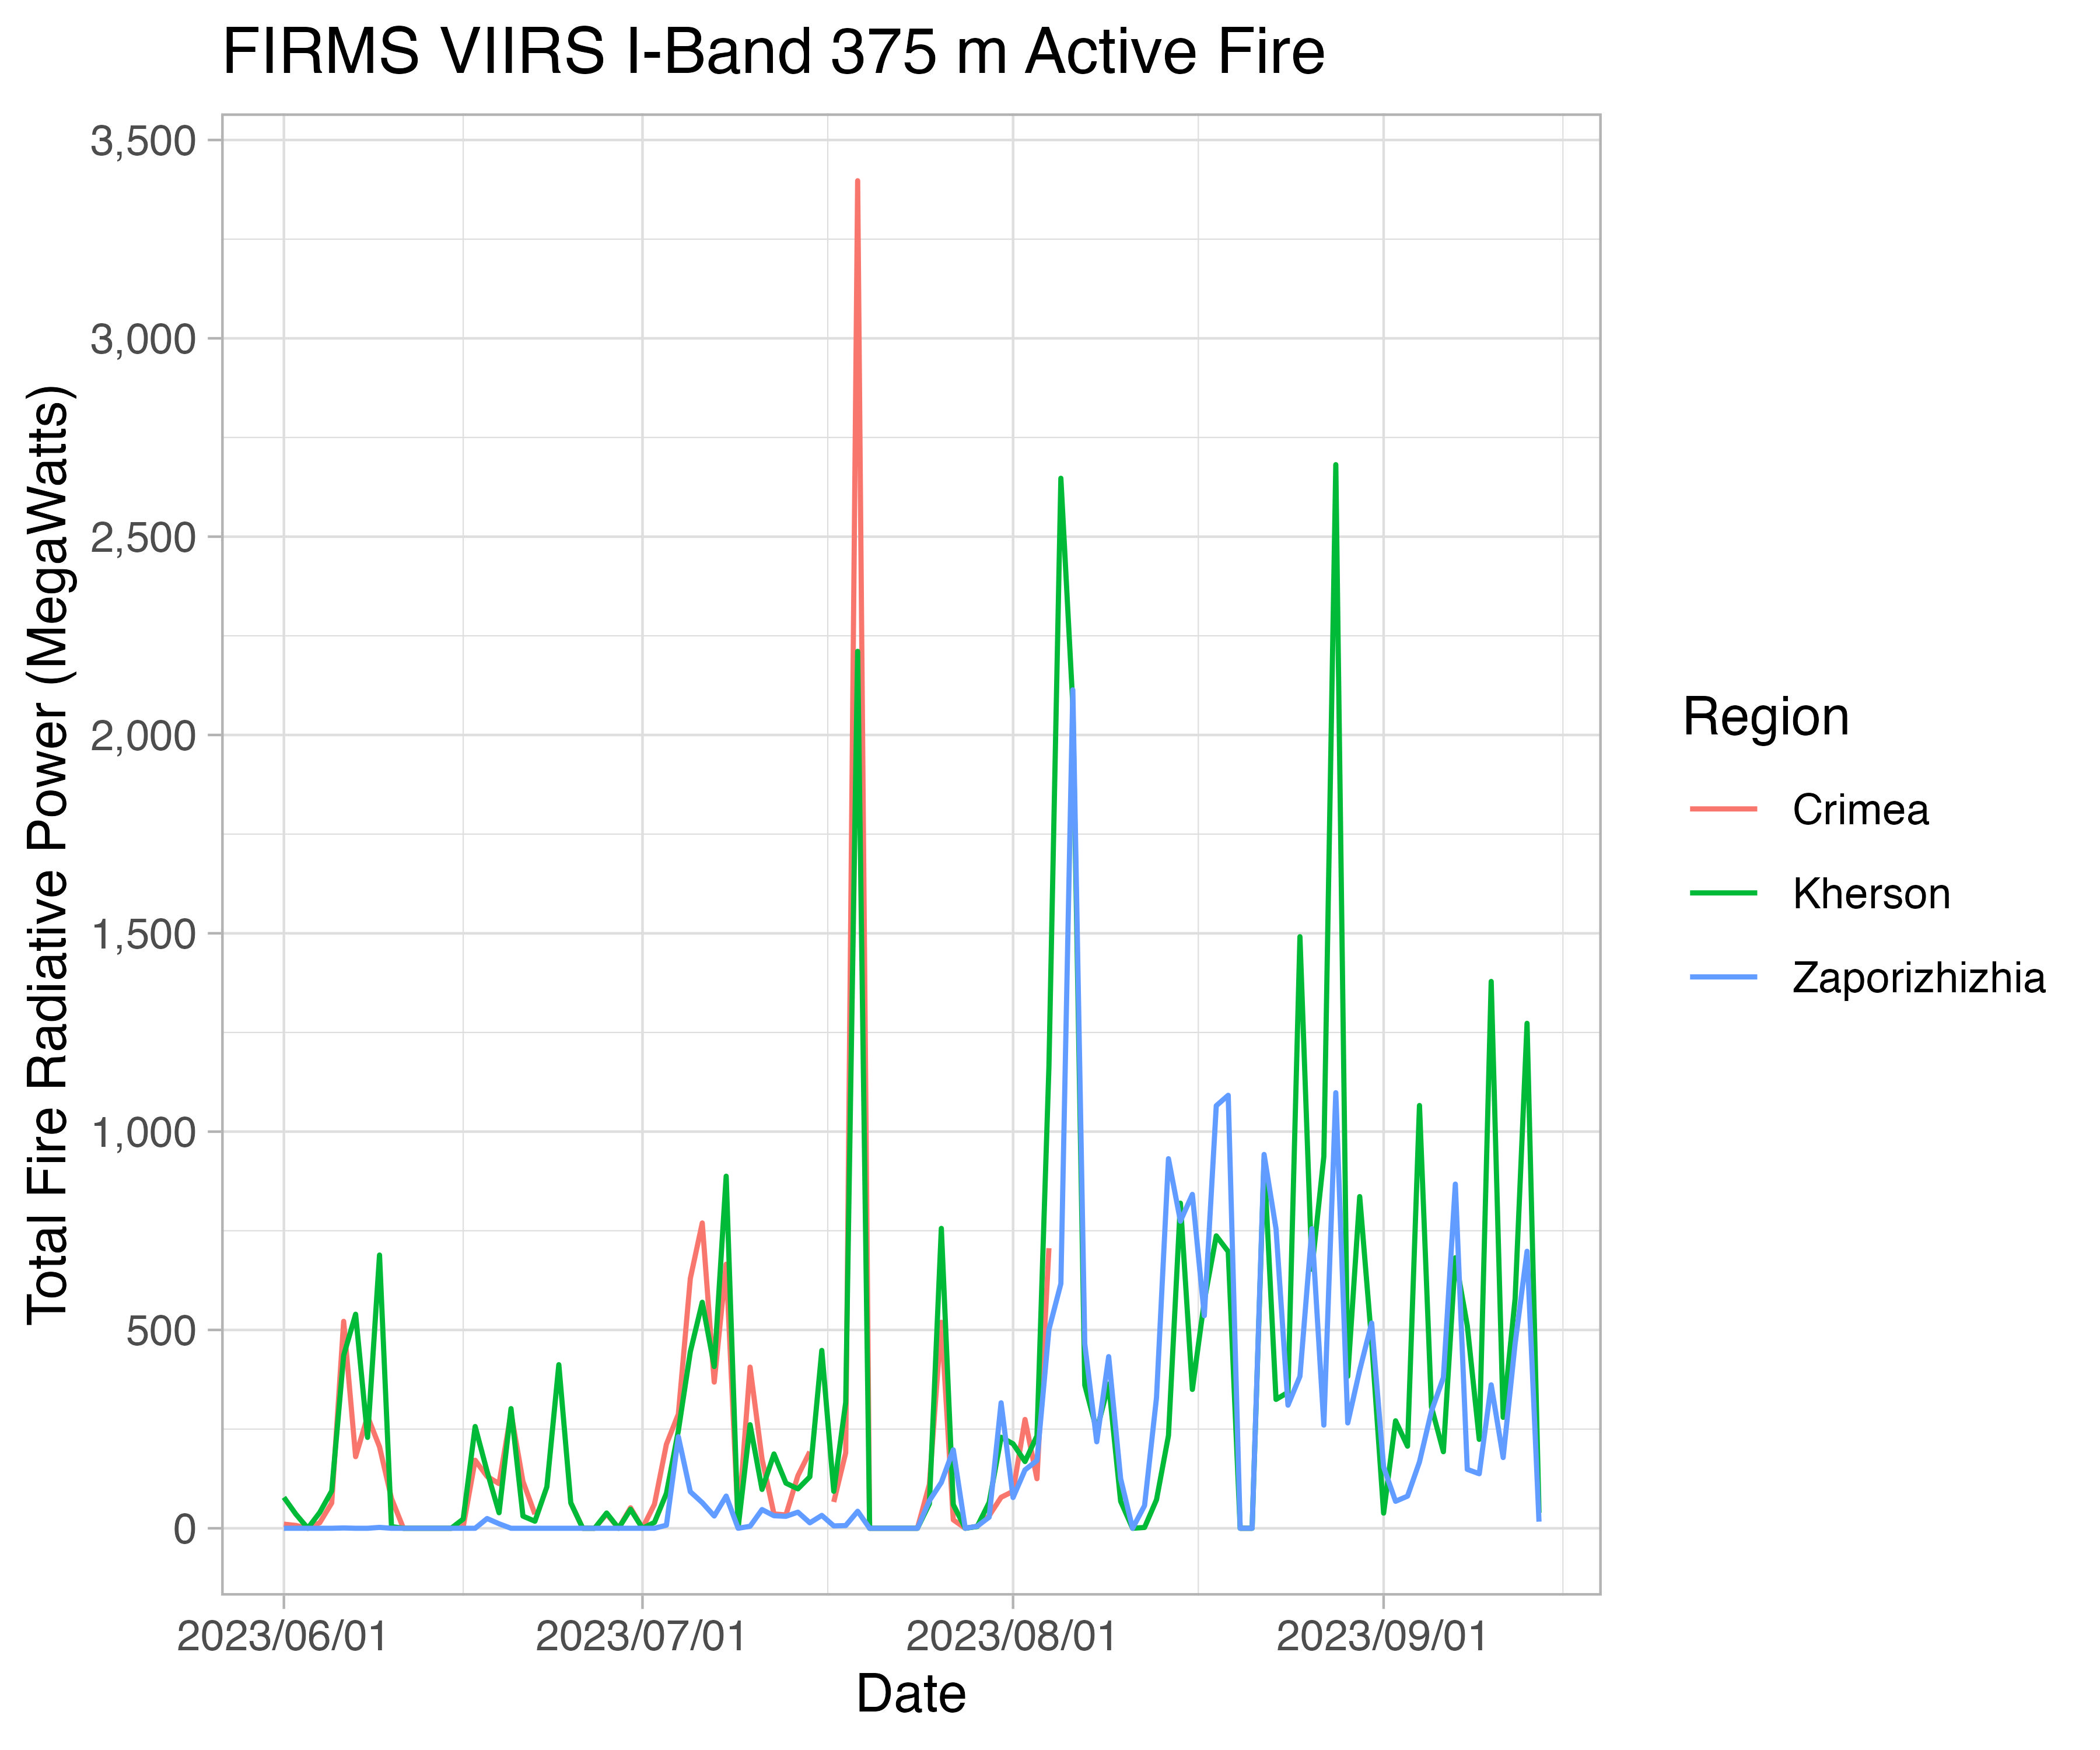 FIRMS VIIRS I-Band 375 m Active Fire
3,500
3,000
2,500
2,000
1,500
1,000
500
0
Total Fire Radiative Power (MegaWatts)
2023/06/01
2023/07/01
2023/08/01
2023/09/01
Date
Region
Crimea
Kherson
Zaporizhizhia